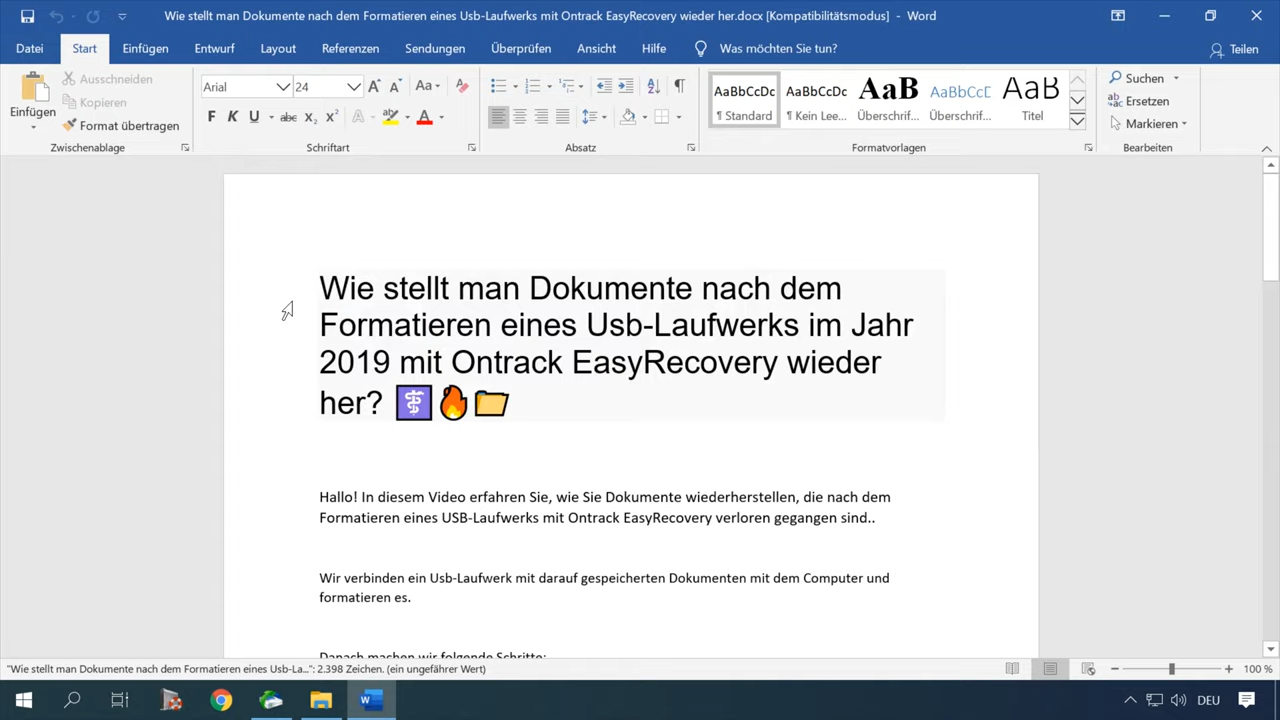 Wie stellt man Dokumente nach dem Formatieren eines Usb-Laufwerks mit Ontrack EasyRecovery wieder her.docx [Kompatibilitätsmodus] - Word
Datei Start Einfügen Entwurf Layout Referenzen Sendungen Überprüfen Ansicht Hilfe Was möchten Sie tun? Teilen
Einfügen
Ausschneiden
Kopieren
Format übertragen
Zwischenablage
Arial 24
Aa
F K U abc x₂ x² A A
Schriftart
Absatz
AaBbCcDc AaBbCcDc AaB AaBbCcD AaB
¶ Standard ¶ Kein Lee... Überschrif... Überschrif... Titel
Formatvorlagen
Suchen
Ersetzen
Markieren
Bearbeiten
Wie stellt man Dokumente nach dem
Formatieren eines Usb-Laufwerks im Jahr
2019 mit Ontrack EasyRecovery wieder
her?
Hallo! In diesem Video erfahren Sie, wie Sie Dokumente wiederherstellen, die nach dem
Formatieren eines USB-Laufwerks mit Ontrack EasyRecovery verloren gegangen sind..
Wir verbinden ein Usb-Laufwerk mit darauf gespeicherten Dokumenten mit dem Computer und
formatieren es.
Danach machen wir folgende Schritte:
"Wie stellt man Dokumente nach dem Formatieren eines Usb-La...": 2.398 Zeichen. (ein ungefährer Wert)
100 %
DEU